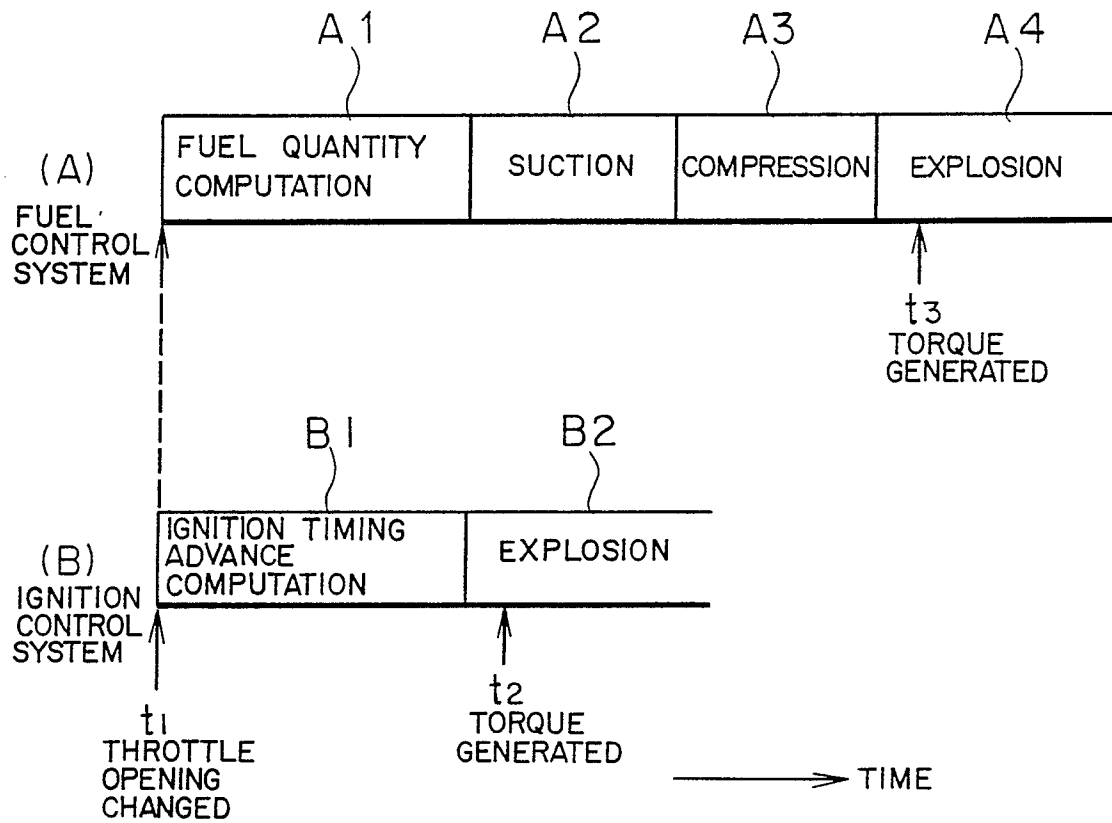 A1 A2 A3 A4
(A)
FUEL
CONTROL
SYSTEM
FUEL QUANTITY
COMPUTATION
SUCTION
COMPRESSION
EXPLOSION
t3
TORQUE
GENERATED
B1 B2
(B)
IGNITION
CONTROL
SYSTEM
IGNITION TIMING
ADVANCE
COMPUTATION
EXPLOSION
t1
THROTTLE
OPENING
CHANGED
t2
TORQUE
GENERATED
TIME